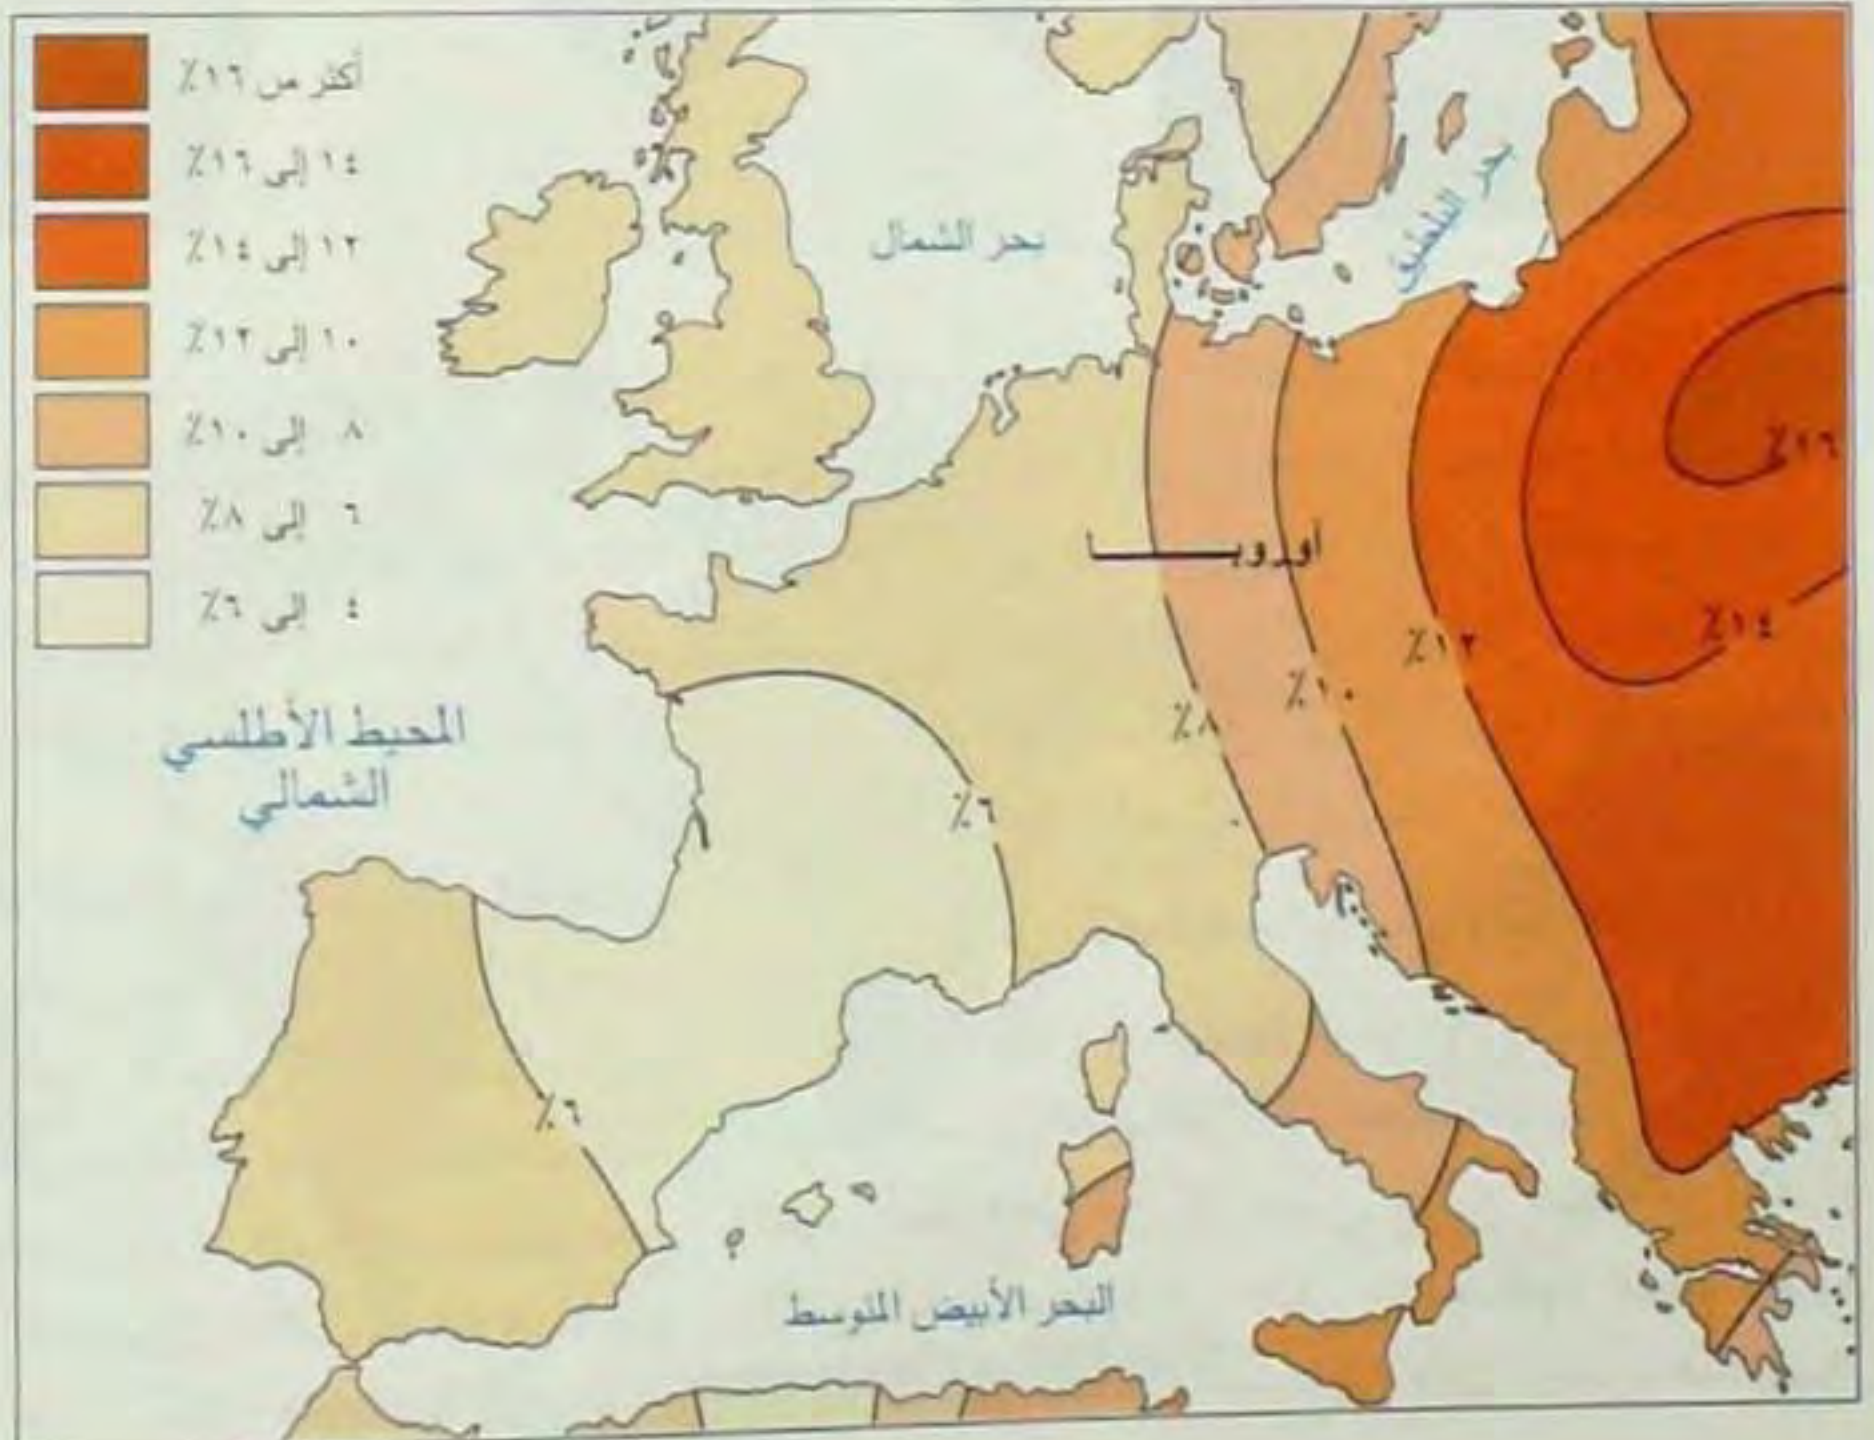 أكثر من ١٦٪
١٤ إلى ١٦٪
١٢ إلى ١٤٪
١٠ إلى ١٢٪
٨ إلى ١٠٪
٦ إلى ٨٪
٤ إلى ٦٪
بحر الشمال
بحر البلطيق
٪١٦
أوروبـــــا
٪١٤
٪١٢
٪١٠
٪٨
المحيط الأطلسي
الشمالي
٪٦
٪٦
البحر الأبيض المتوسط